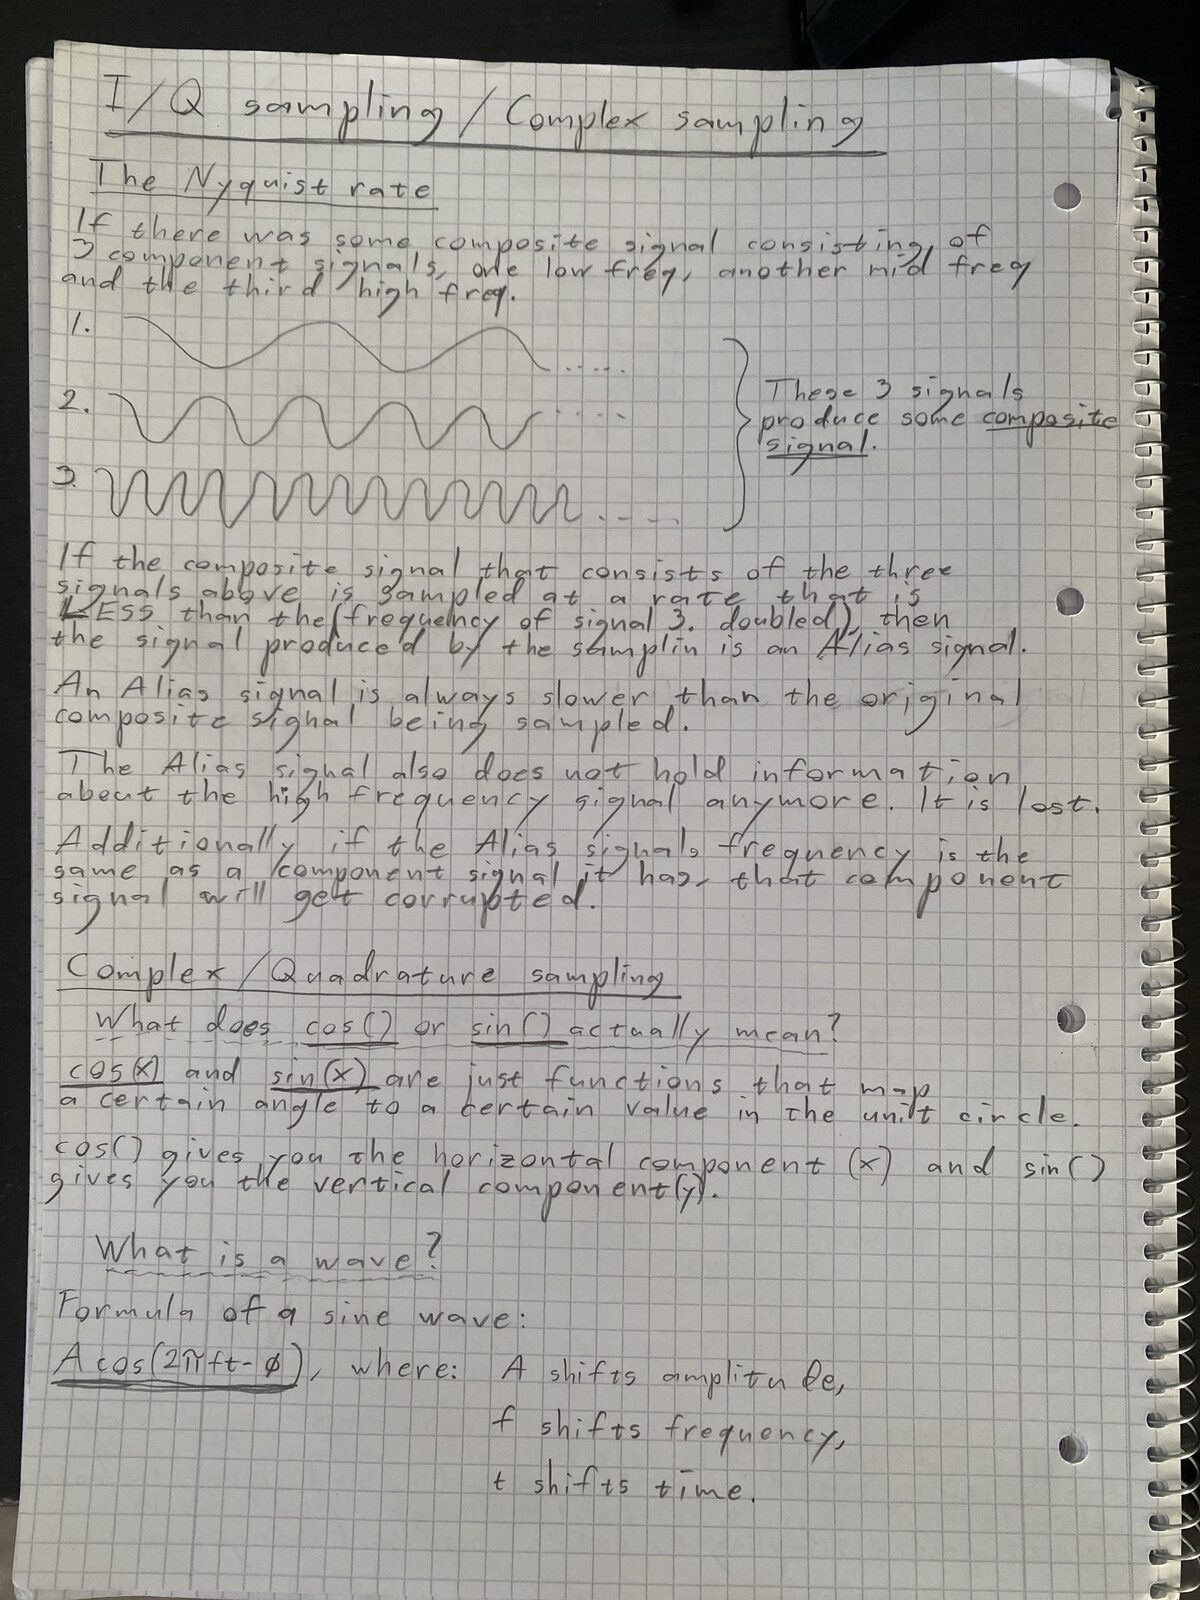 I/Q sampling / Complex sampling
The Nyquist rate
If there was some composite signal consisting of
3 component signals, one low freq, another mid freq
and the third high freq.
1.
2.
3.
These 3 signals
produce some composite
signal.
If the composite signal that consists of the three
signals above is sampled at a rate that is
LESS than the (frequency of signal 3. doubled), then
the signal produced by the samplin is an Alias signal.
An Alias signal is always slower than the original
composite signal being sampled.
The Alias signal also does not hold information
about the high frequency signal anymore. It is lost.
Additionally if the Alias signals frequency is the
same as a component signal it has, that component
signal will get corrupted.
Complex/Quadrature sampling
What does cos() or sin() actually mean?
cos(x) and sin(x) are just functions that map
a certain angle to a certain value in the unit circle.
cos() gives you the horizontal component (x) and sin()
gives you the vertical component(y).
What is a wave?
Formula of a sine wave:
A cos(2πft-φ), where: A shifts amplitude,
f shifts frequency,
t shifts time.